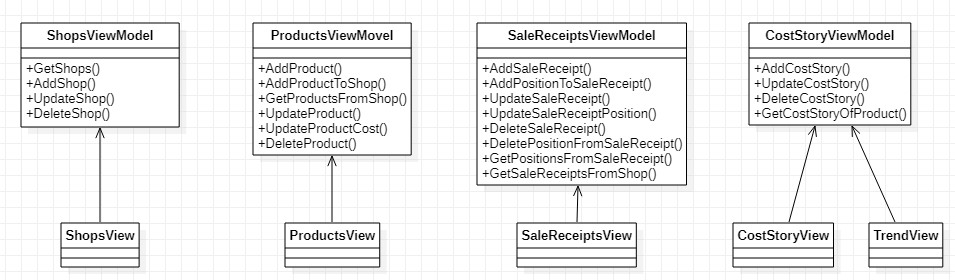 ShopsViewModel
+GetShops()
+AddShop()
+UpdateShop()
+DeleteShop()
ProductsViewMovel
+AddProduct()
+AddProductToShop()
+GetProductsFromShop()
+UpdateProduct()
+UpdateProductCost()
+DeleteProduct()
SaleReceiptsViewModel
+AddSaleReceipt()
+AddPositionToSaleReceipt()
+UpdateSaleReceipt()
+UpdateSaleReceiptPosition()
+DeleteSaleReceipt()
+DeletePositionFromSaleReceipt()
+GetPositionsFromSaleReceipt()
+GetSaleReceiptsFromShop()
CostStoryViewModel
+AddCostStory()
+UpdateCostStory()
+DeleteCostStory()
+GetCostStoryOfProduct()
ShopsView
ProductsView
SaleReceiptsView
CostStoryView
TrendView